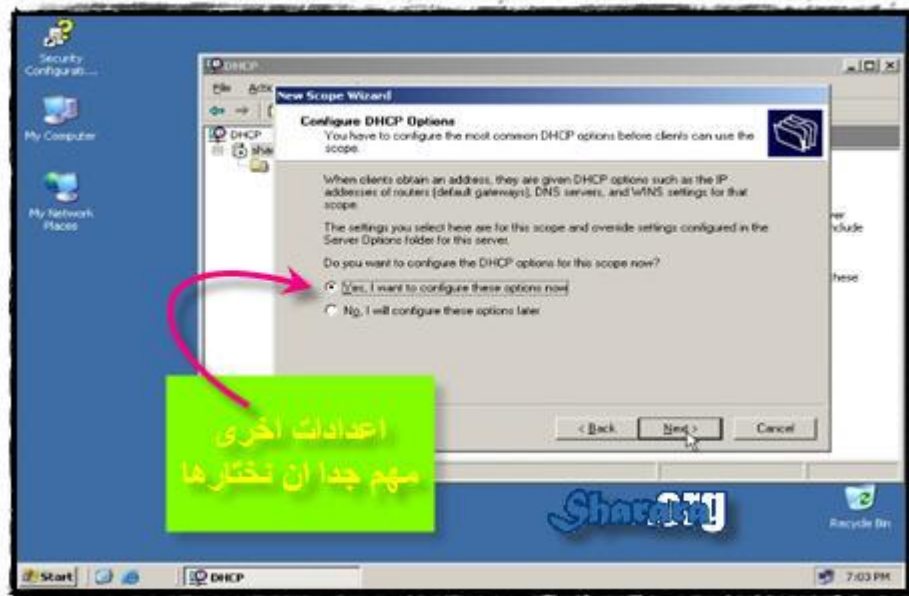 Security
Configurati...
My Computer
My Network
Places
DHCP
File Actio
New Scope Wizard
Configure DHCP Options
You have to configure the most common DHCP options before clients can use the
scope.
DHCP
shar
When clients obtain an address, they are given DHCP options such as the IP
addresses of routers (default gateways), DNS servers, and WINS settings for that
scope.
The settings you select here are for this scope and override settings configured in the
Server Options folder for this server.
Do you want to configure the DHCP options for this scope now?
Yes, I want to configure these options now
No, I will configure these options later
ver
nclude
hese
< Back
Next >
Cancel
اعدادات اخرى
مهم جدا ان نختارها
Recycle Bin
Start
DHCP
7:03 PM